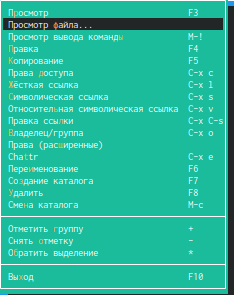 Просмотр F3
Просмотр файла...
Просмотр вывода команды M-!
Правка F4
Копирование F5
Права доступа C-x c
Жёсткая ссылка C-x l
Символическая ссылка C-x s
Относительная символическая ссылка C-x v
Правка ссылки C-x C-s
Владелец/группа C-x o
Права (расширенные)
Chattr C-x e
Переименование F6
Создание каталога F7
Удалить F8
Смена каталога M-c
Отметить группу +
Снять отметку -
Обратить выделение *
Выход F10